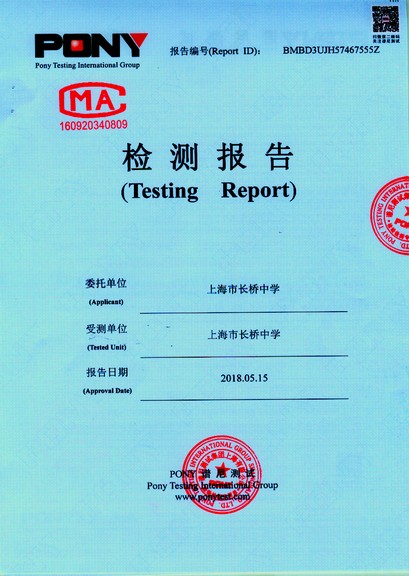 PONY
Pony Testing International Group
报告编号(Report ID): BMBD3UJH57467555Z
MA
160920340809
检测报告
(Testing Report)
委托单位
(Applicant)
上海市长桥中学
受测单位
(Tested Unit)
上海市长桥中学
报告日期
(Approval Date)
2018.05.15
PONY 谱尼测试
Pony Testing International Group
www.ponytest.com